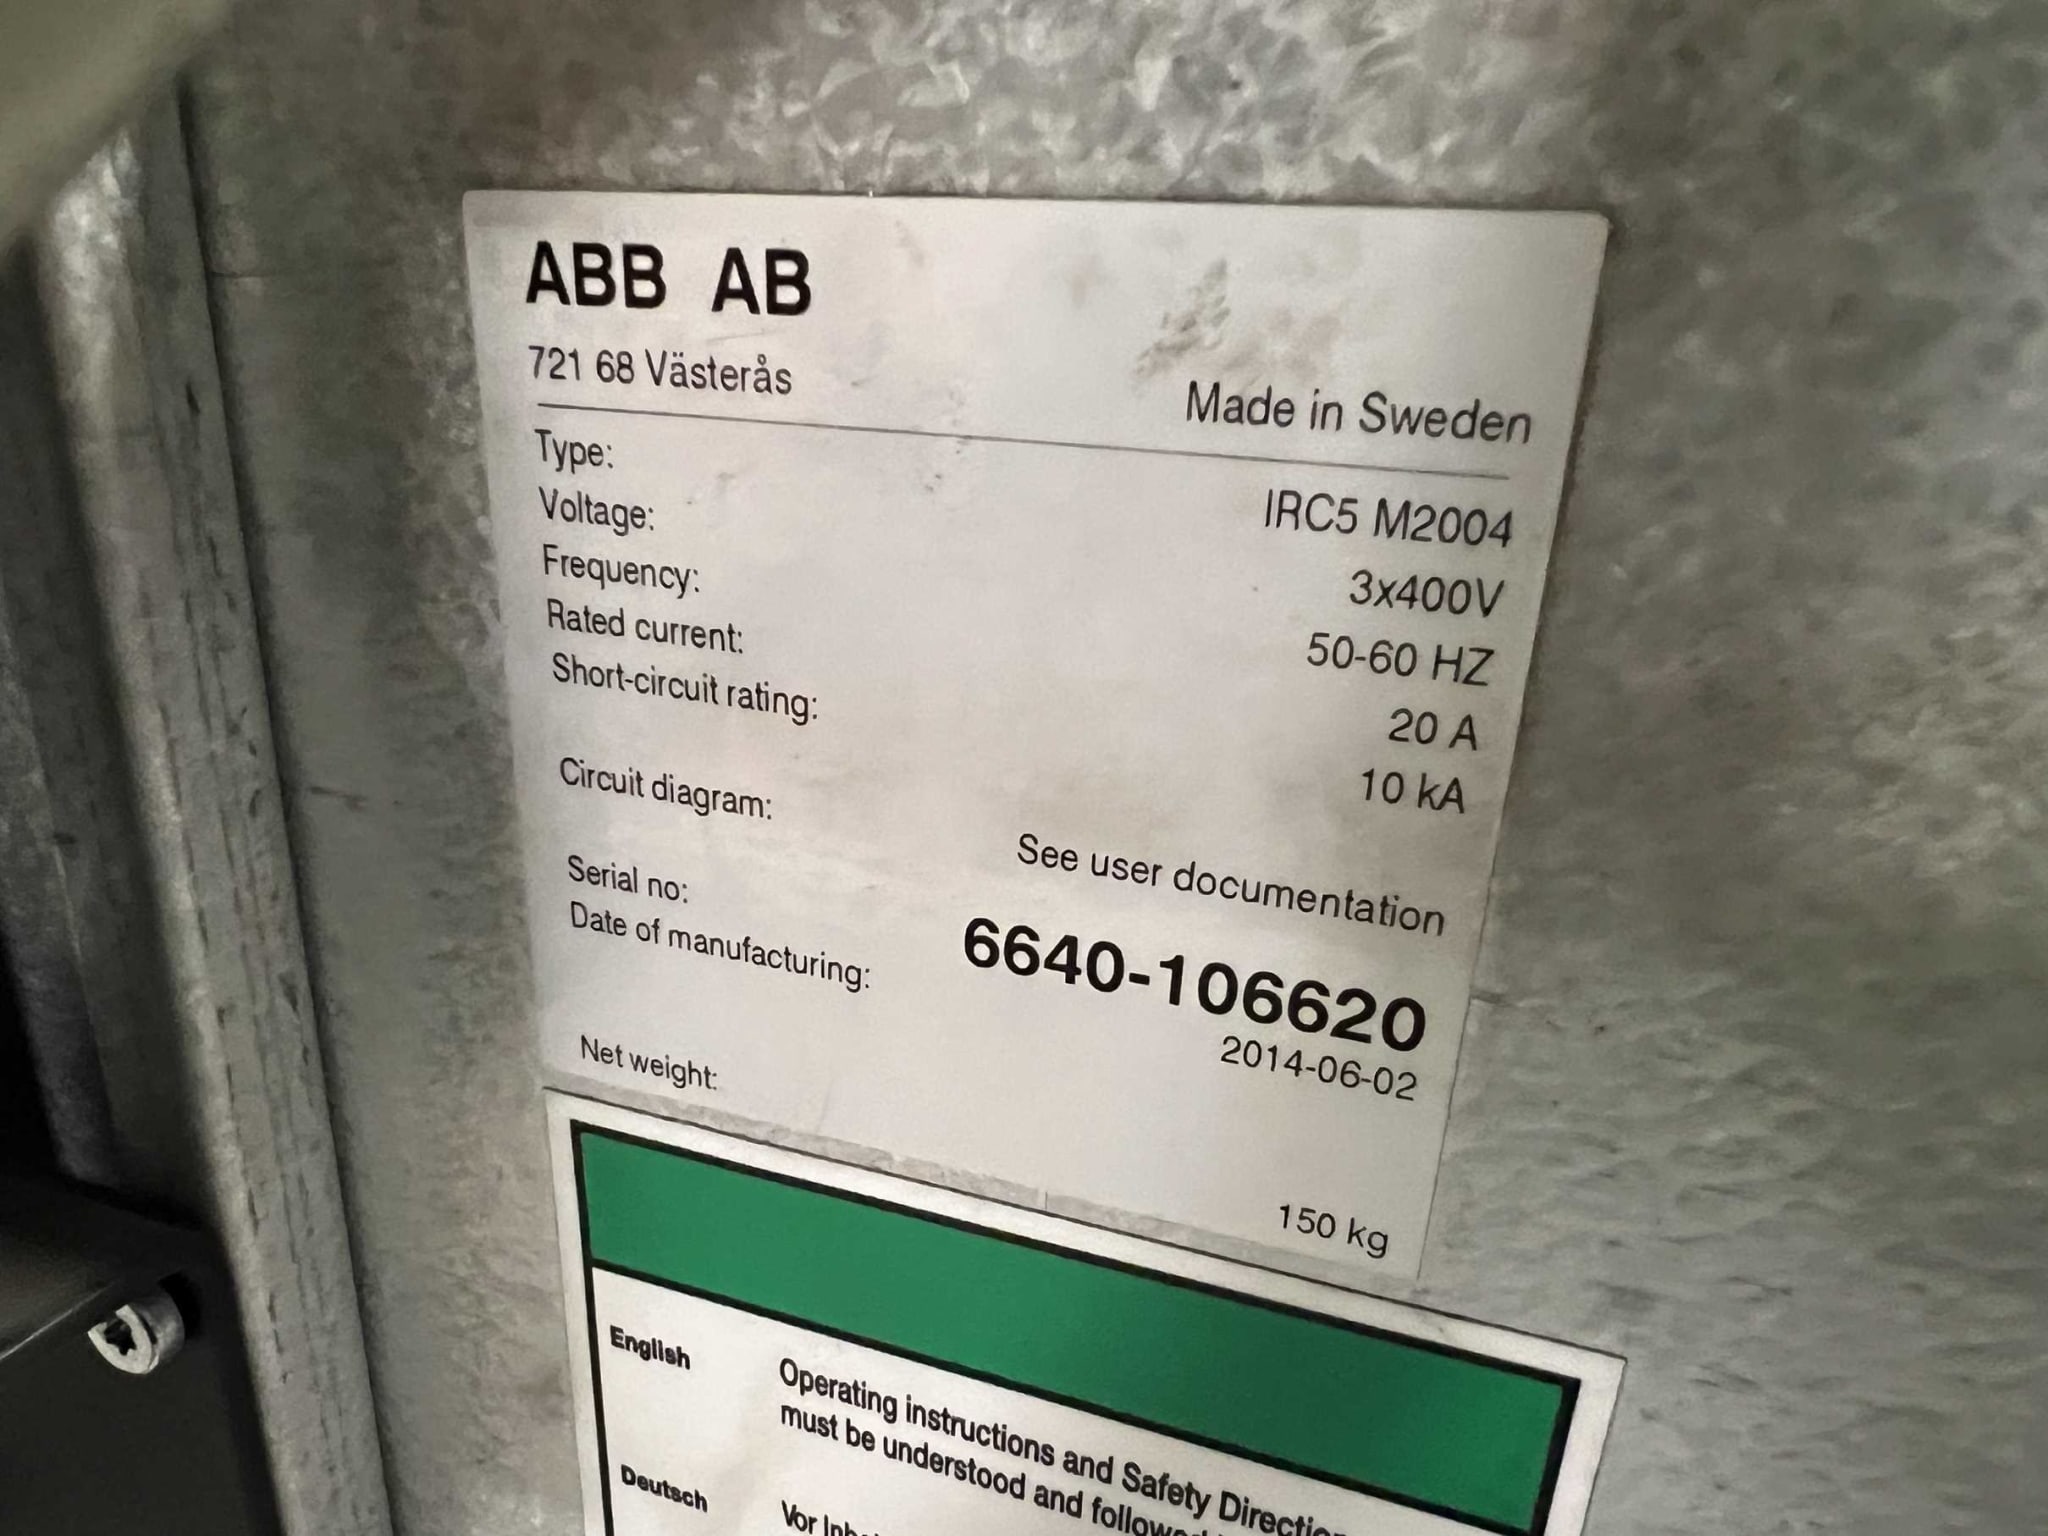 ABB AB
721 68 Västerås
Made in Sweden
Type: IRC5 M2004
Voltage: 3x400V
Frequency: 50-60 HZ
Rated current: 20 A
Short-circuit rating: 10 kA
Circuit diagram: See user documentation
Serial no: 6640-106620
Date of manufacturing: 2014-06-02
Net weight: 150 kg
English Operating instructions and Safety
must be understood and
Deutsch Vor